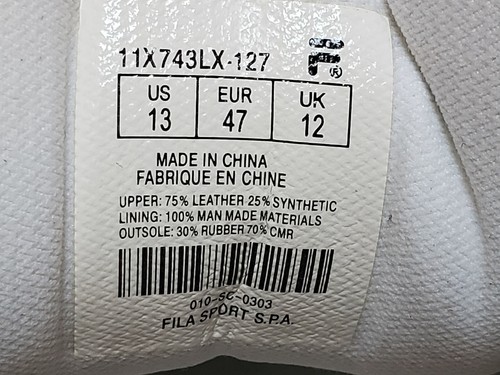 11X743LX-127 F®
US EUR UK
13 47 12
MADE IN CHINA
FABRIQUE EN CHINE
UPPER: 75% LEATHER 25% SYNTHETIC
LINING: 100% MAN MADE MATERIALS
OUTSOLE: 30% RUBBER 70% CMR
010-SC-0303
FILA SPORT S.P.A.